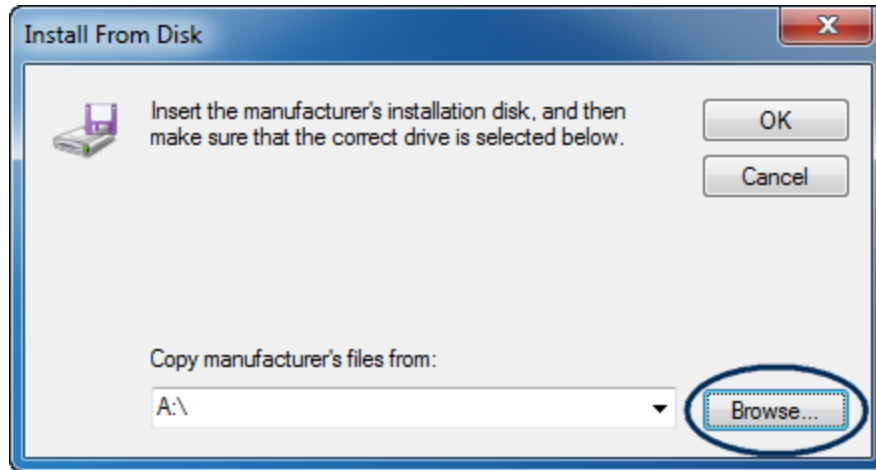 Install From Disk
Insert the manufacturer's installation disk, and then
make sure that the correct drive is selected below.
OK
Cancel
Copy manufacturer's files from:
A:\
Browse...